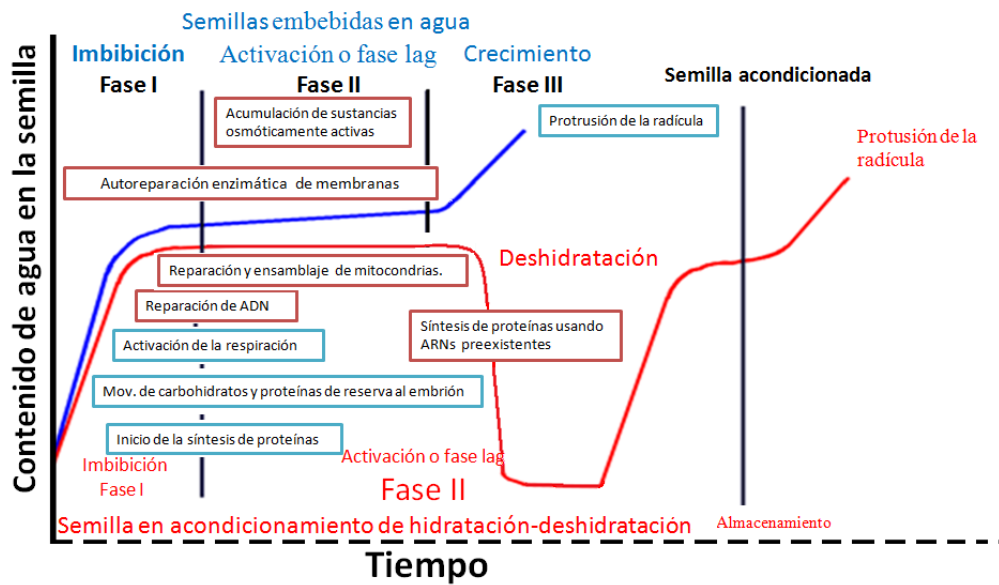 Semillas embebidas en agua
Imbibición
Activación o fase lag
Crecimiento
Fase I
Fase II
Fase III
Semilla acondicionada
Acumulación de sustancias
osmóticamente activas
Protrusión de la radícula
Protusión de la
radícula
Autoreparación enzimática de membranas
Contenido de agua en la semilla
Deshidratación
Reparación y ensamblaje de mitocondrias.
Reparación de ADN
Síntesis de proteínas usando
ARNs preexistentes
Activación de la respiración
Mov. de carbohidratos y proteínas de reserva al embrión
Inicio de la síntesis de proteínas
Imbibición
Fase I
Activación o fase lag
Fase II
Semilla en acondicionamiento de hidratación-deshidratación
Almacenamiento
Tiempo